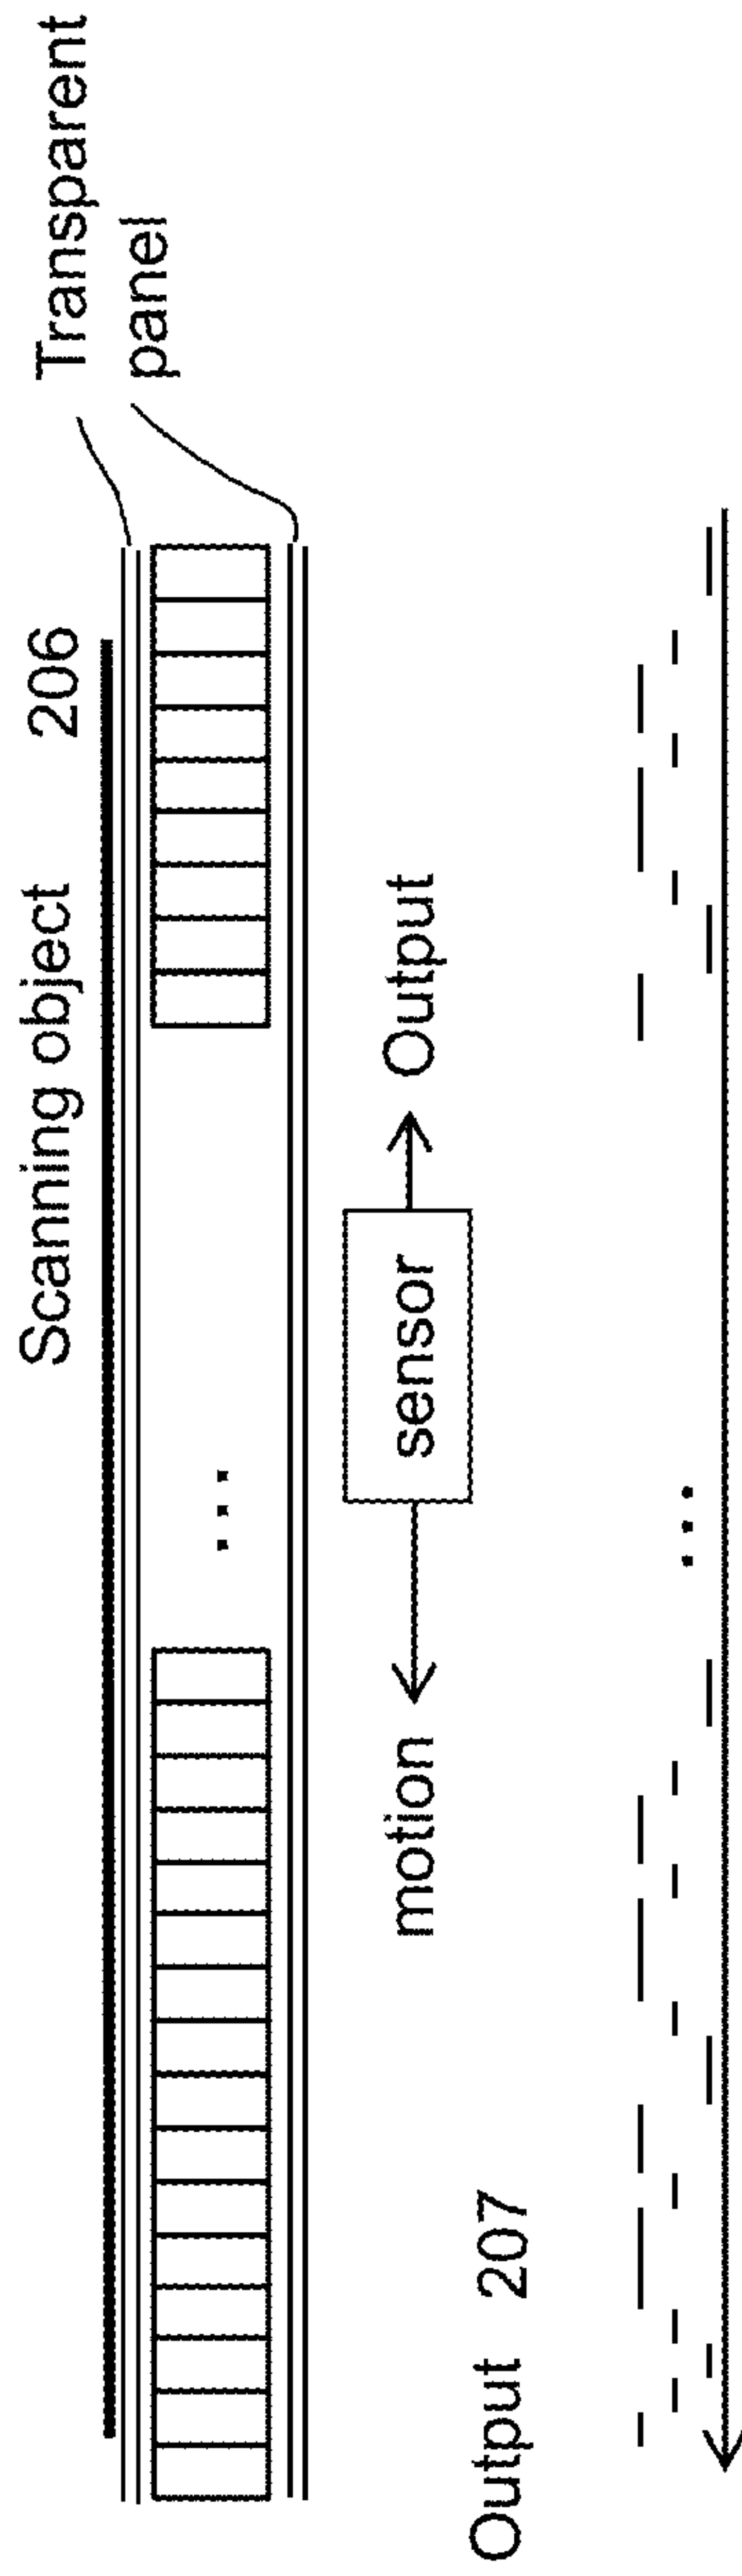 Scanning object 206
Transparent
panel
...
motion
sensor
Output
Output 207
...